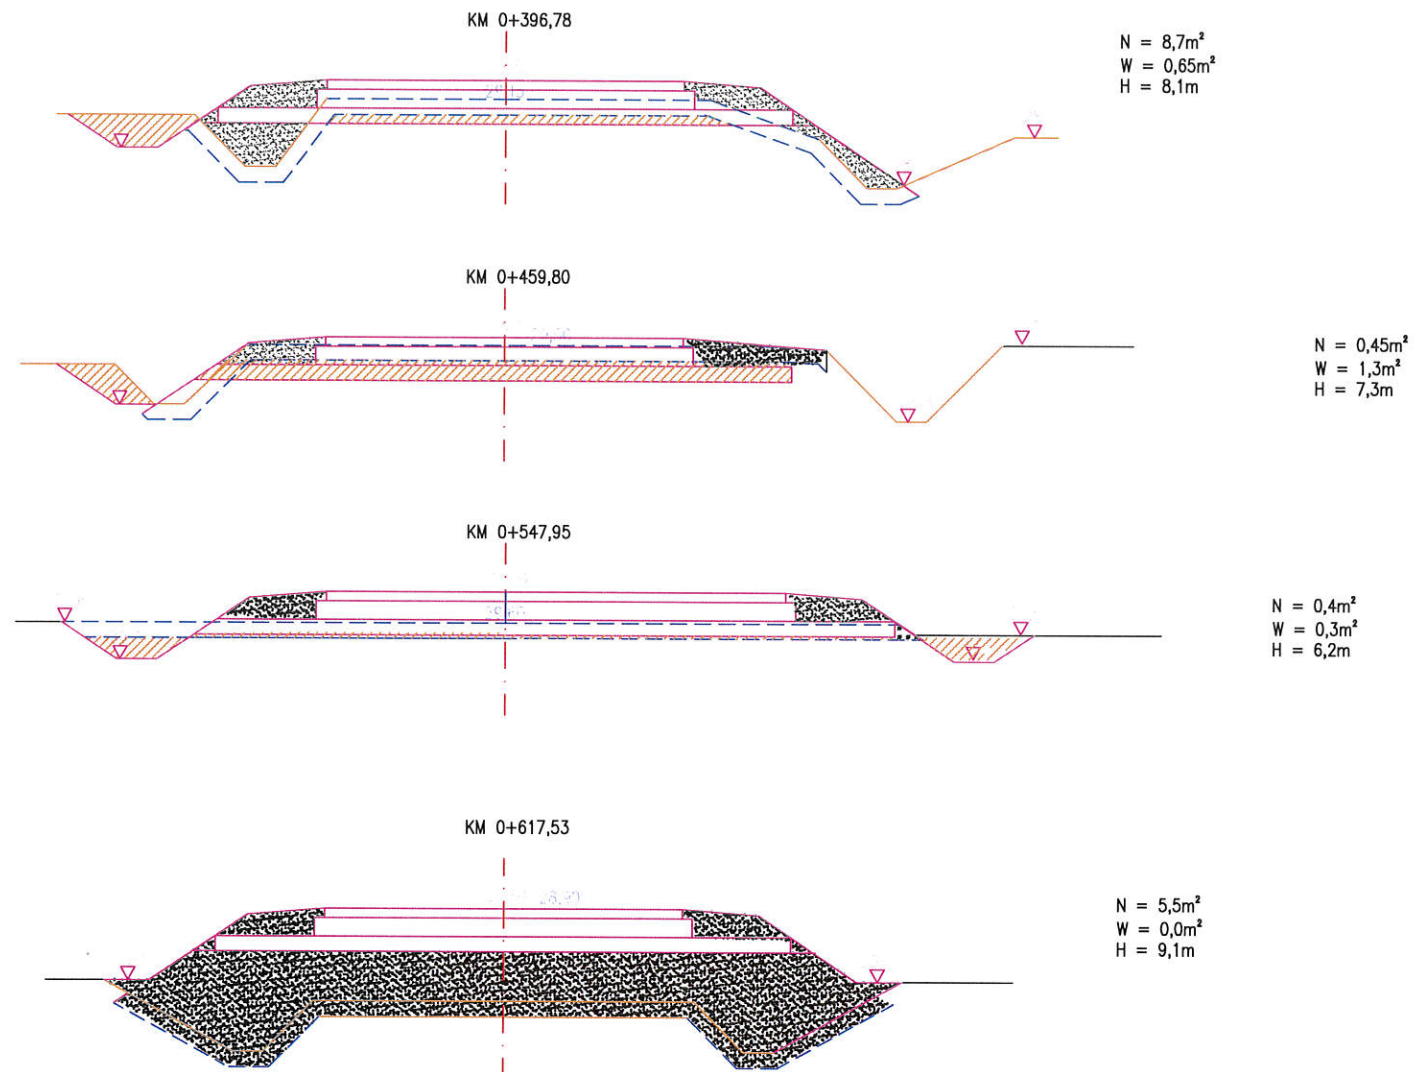 KM 0+396,78
N = 8,7m²
W = 0,65m²
H = 8,1m
KM 0+459,80
N = 0,45m²
W = 1,3m²
H = 7,3m
KM 0+547,95
N = 0,4m²
W = 0,3m²
H = 6,2m
KM 0+617,53
N = 5,5m²
W = 0,0m²
H = 9,1m